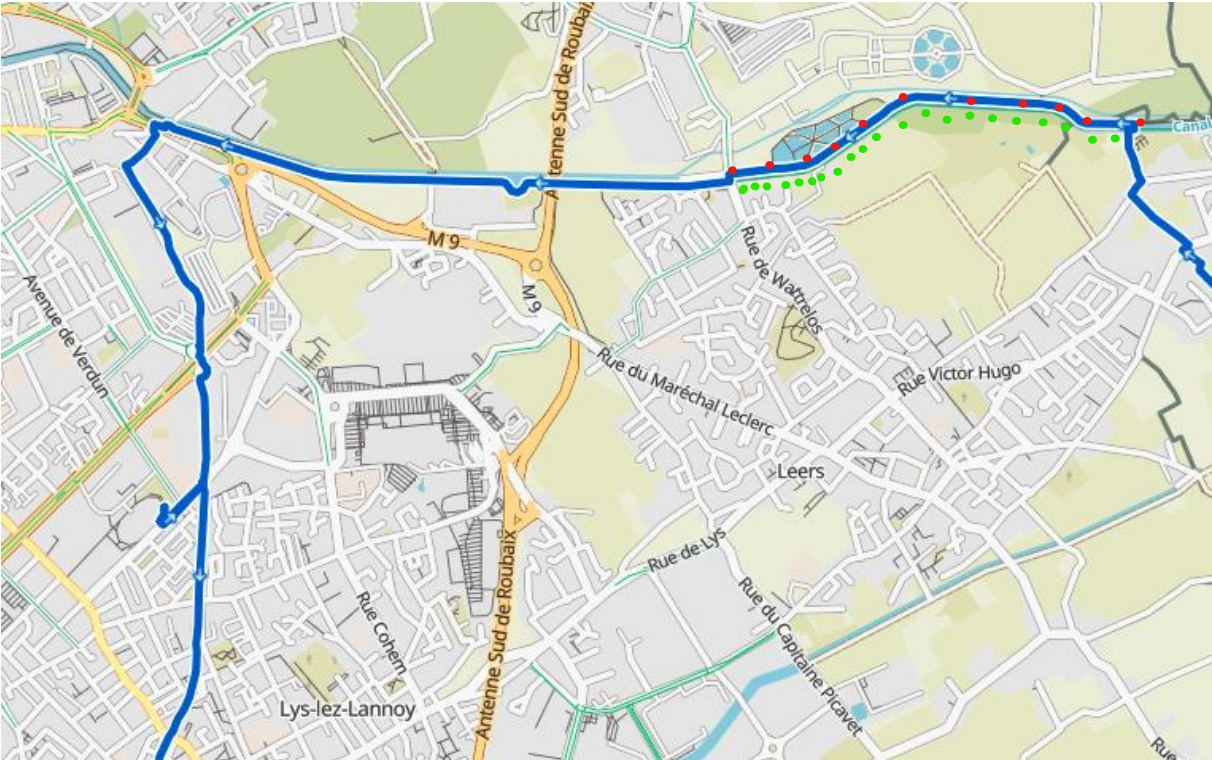 Antenne Sud de Roubaix
Canal
M 9
M 9
Rue de Wattrelos
Avenue de Verdun
Rue du Maréchal Leclerc
Rue Victor Hugo
Leers
Rue de Lys
Antenne Sud de Roubaix
Rue du Capitaine Picavet
Rue Cohem
Lys-lez-Lannoy
Rue